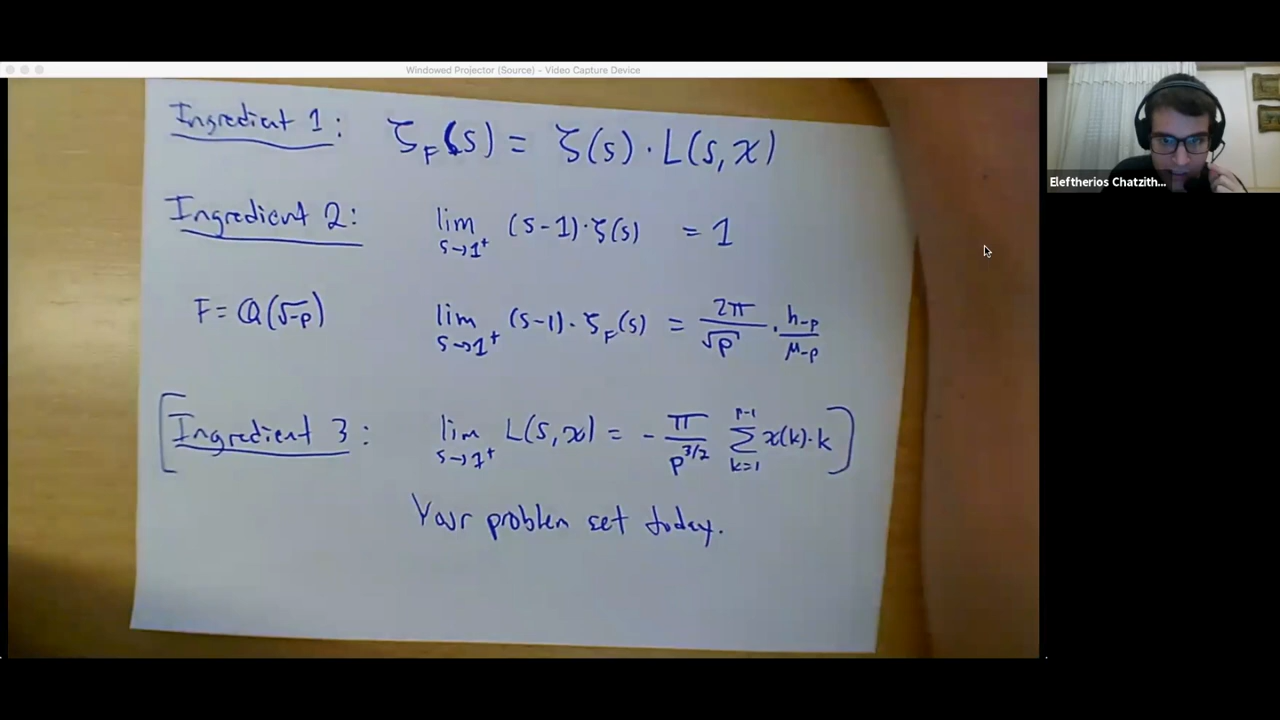 Windowed Projector (Source) - Video Capture Device
Ingredient 1: ζ_F(s) = ζ(s) · L(s, χ)
Ingredient 2: lim_{s→1⁺} (s-1)·ζ(s) = 1
F = ℚ(√-p) lim_{s→1⁺} (s-1)·ζ_F(s) = 2π/√p · h_{-p}/μ_{-p}
[Ingredient 3: lim_{s→1⁺} L(s, χ) = - π/p^{3/2} ∑_{k=1}^{p-1} χ(k)·k]
Your problem set today.
Eleftherios Chatzith...